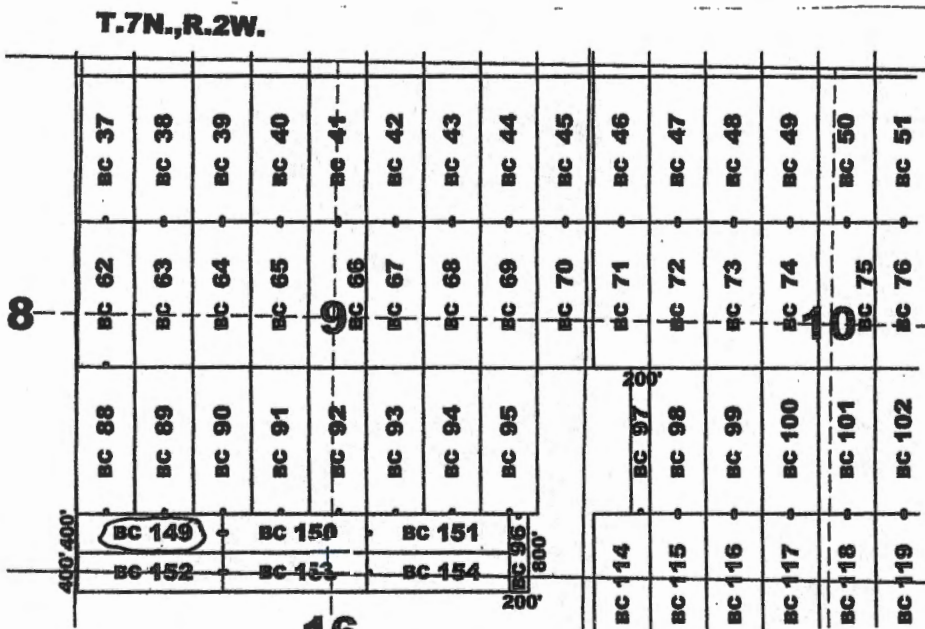 T.7N.,R.2W.
BC 37 BC 38 BC 39 BC 40 BC 41 BC 42 BC 43 BC 44 BC 45 BC 46 BC 47 BC 48 BC 49 BC 50 BC 51
BC 62 BC 63 BC 64 BC 65 BC 66 BC 67 BC 68 BC 69 BC 70 BC 71 BC 72 BC 73 BC 74 BC 75 BC 76
8 9 10
200'
BC 88 BC 89 BC 90 BC 91 BC 92 BC 93 BC 94 BC 95 BC 97 BC 98 BC 99 BC 100 BC 101 BC 102
400' BC 149 BC 150 BC 151 BC 96 800' BC 114 BC 115 BC 116 BC 117 BC 118 BC 119
400' BC 152 BC 153 BC 154
200'
16